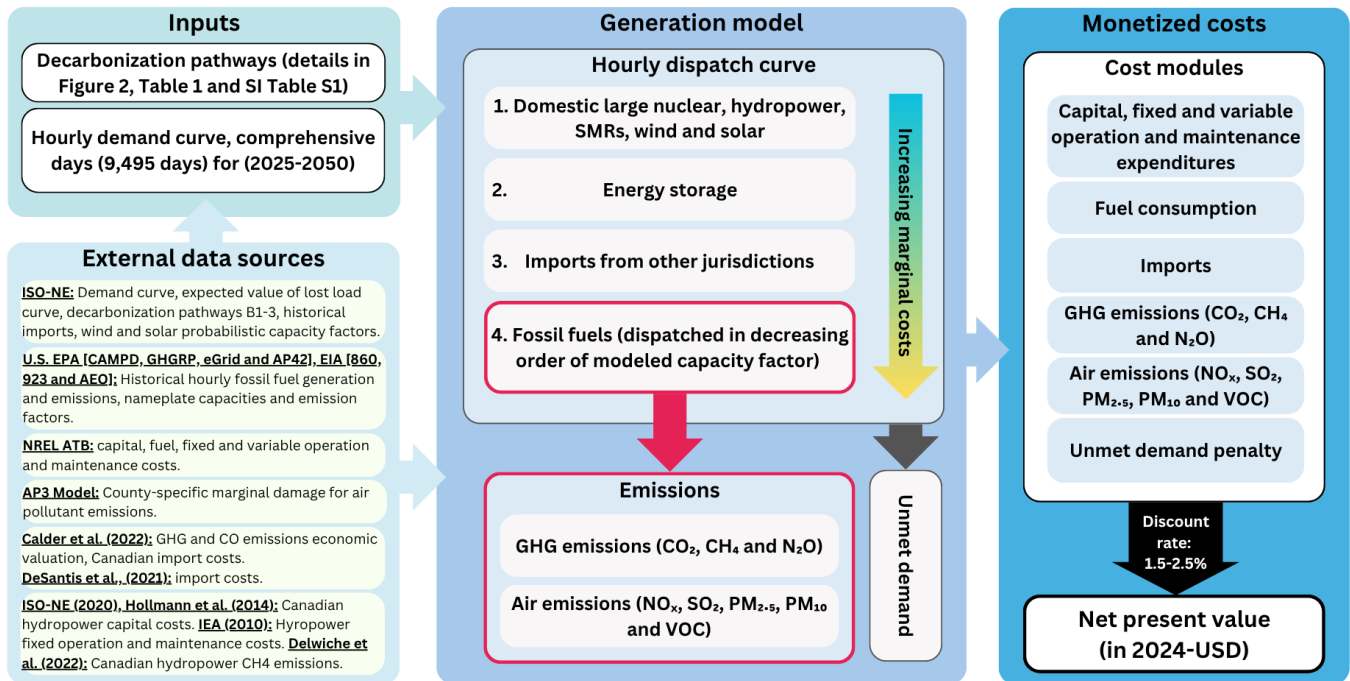 Inputs
Decarbonization pathways (details in
Figure 2, Table 1 and SI Table S1)
Hourly demand curve, comprehensive
days (9,495 days) for (2025-2050)
External data sources
ISO-NE: Demand curve, expected value of lost load
curve, decarbonization pathways B1-3, historical
imports, wind and solar probabilistic capacity factors.
U.S. EPA [CAMPD, GHGRP, eGrid and AP42], EIA [860,
923 and AEO]: Historical hourly fossil fuel generation
and emissions, nameplate capacities and emission
factors.
NREL ATB: capital, fuel, fixed and variable operation
and maintenance costs.
AP3 Model: County-specific marginal damage for air
pollutant emissions.
Calder et al. (2022): GHG and CO emissions economic
valuation, Canadian import costs.
DeSantis et al., (2021): import costs.
ISO-NE (2020), Hollmann et al. (2014): Canadian
hydropower capital costs. IEA (2010): Hyropower
fixed operation and maintenance costs. Delwiche et
al. (2022): Canadian hydropower CH4 emissions.
Generation model
Hourly dispatch curve
1. Domestic large nuclear, hydropower,
SMRs, wind and solar
2. Energy storage
3. Imports from other jurisdictions
4. Fossil fuels (dispatched in decreasing
order of modeled capacity factor)
Increasing marginal costs
Emissions
GHG emissions (CO₂, CH₄ and N₂O)
Air emissions (NOₓ, SO₂, PM₂.₅, PM₁₀
and VOC)
Unmet demand
Monetized costs
Cost modules
Capital, fixed and variable
operation and maintenance
expenditures
Fuel consumption
Imports
GHG emissions (CO₂, CH₄
and N₂O)
Air emissions (NOₓ, SO₂,
PM₂.₅, PM₁₀ and VOC)
Unmet demand penalty
Discount
rate:
1.5-2.5%
Net present value
(in 2024-USD)